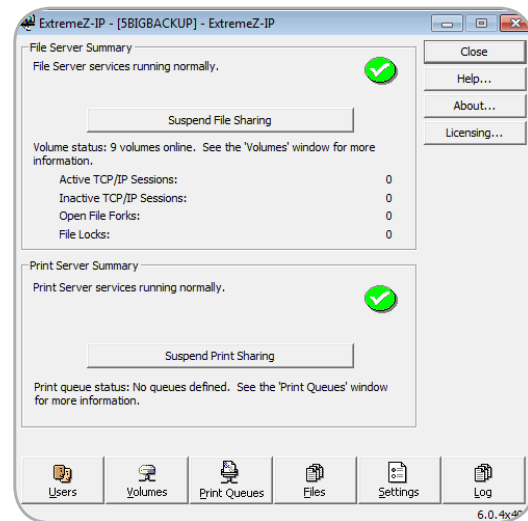 ExtremeZ-IP - [5BIGBACKUP] - ExtremeZ-IP
File Server Summary
File Server services running normally.
Suspend File Sharing
Volume status: 9 volumes online.  See the 'Volumes' window for more
information.
Active TCP/IP Sessions: 0
Inactive TCP/IP Sessions: 0
Open File Forks: 0
File Locks: 0
Print Server Summary
Print Server services running normally.
Suspend Print Sharing
Print queue status: No queues defined.  See the 'Print Queues' window
for more information.
Close
Help...
About...
Licensing...
Users
Volumes
Print Queues
Files
Settings
Log